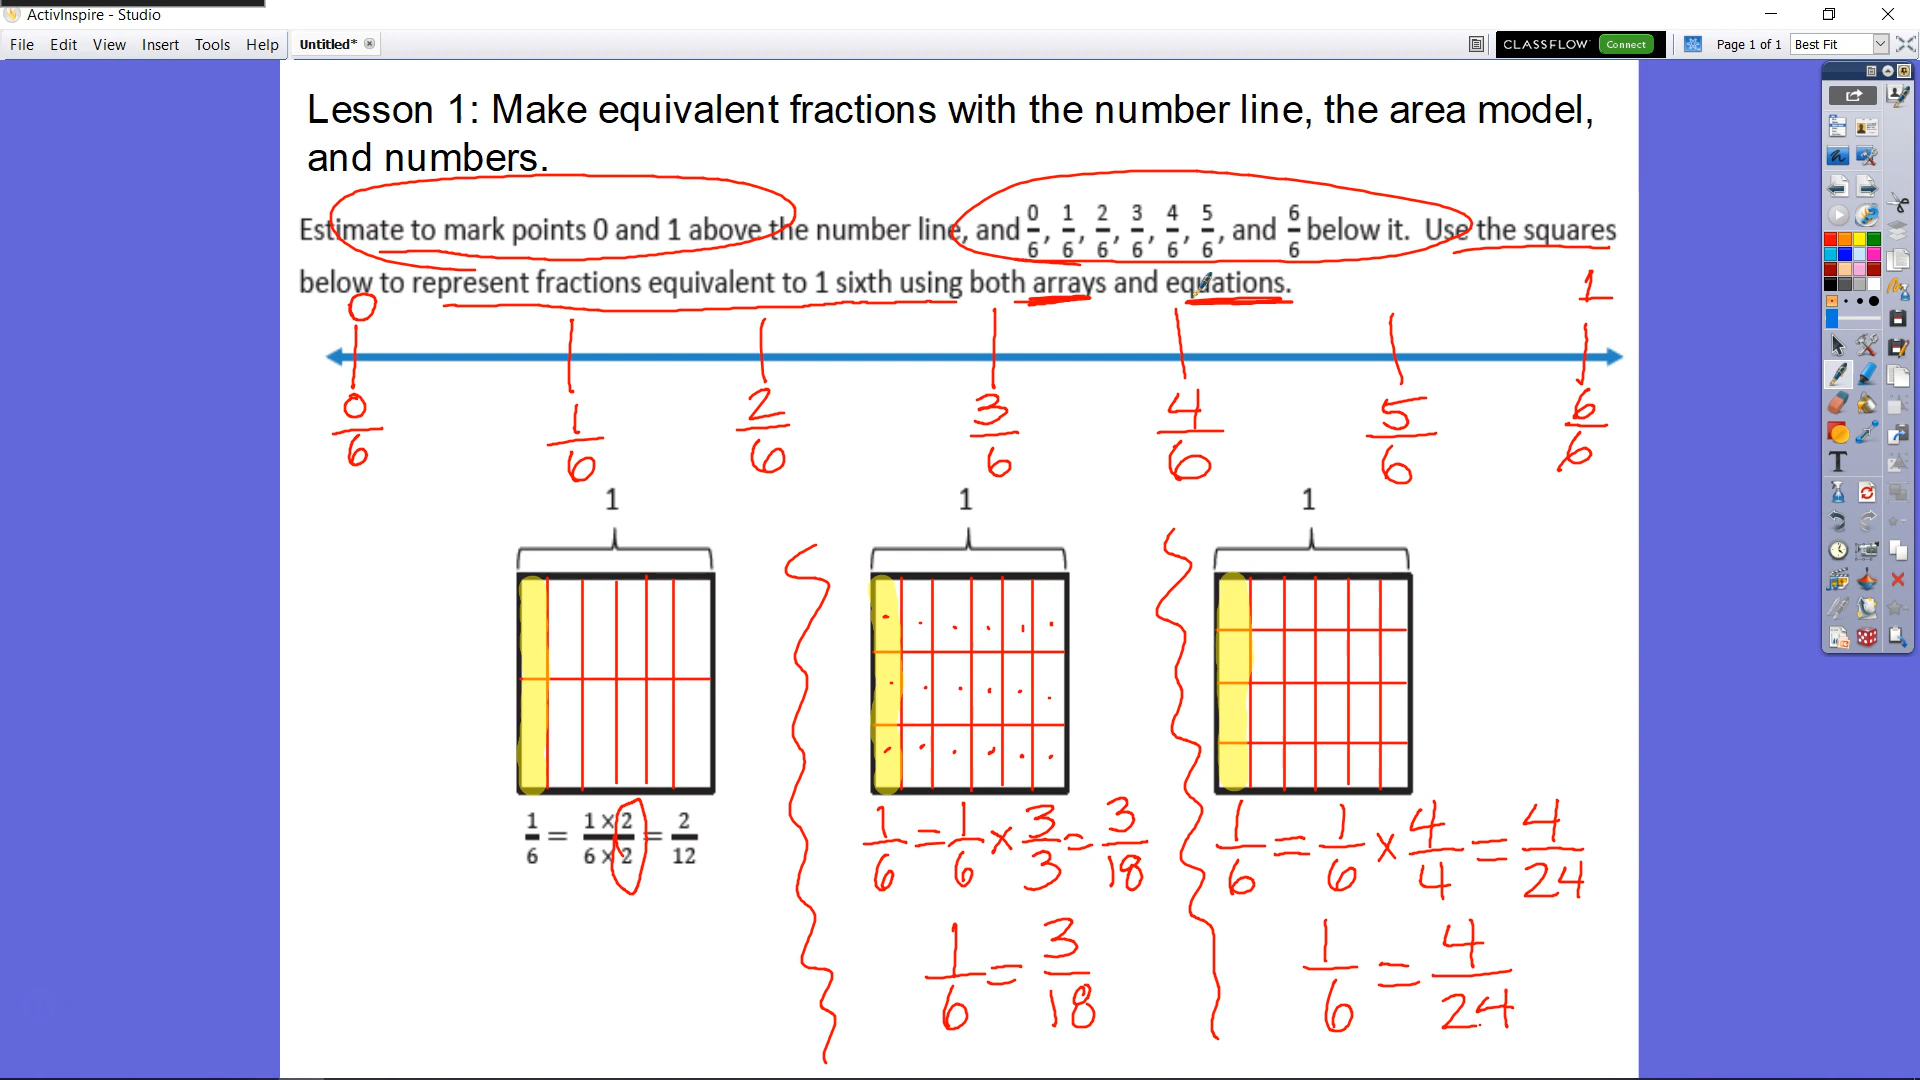 ActivInspire - Studio
File Edit View Insert Tools Help Untitled* CLASSFLOW Connect Page 1 of 1 Best Fit
Lesson 1: Make equivalent fractions with the number line, the area model,
and numbers.
Estimate to mark points 0 and 1 above the number line, and 0/6, 1/6, 2/6, 3/6, 4/6, 5/6, and 6/6 below it. Use the squares
below to represent fractions equivalent to 1 sixth using both arrays and equations.
0 1
0/6 1/6 2/6 3/6 4/6 5/6 6/6
1 1 1
1/6 = 1 × 2/6 × 2 = 2/12
1/6 = 1/6 × 3/3 = 3/18
1/6 = 3/18
1/6 = 1/6 × 4/4 = 4/24
1/6 = 4/24